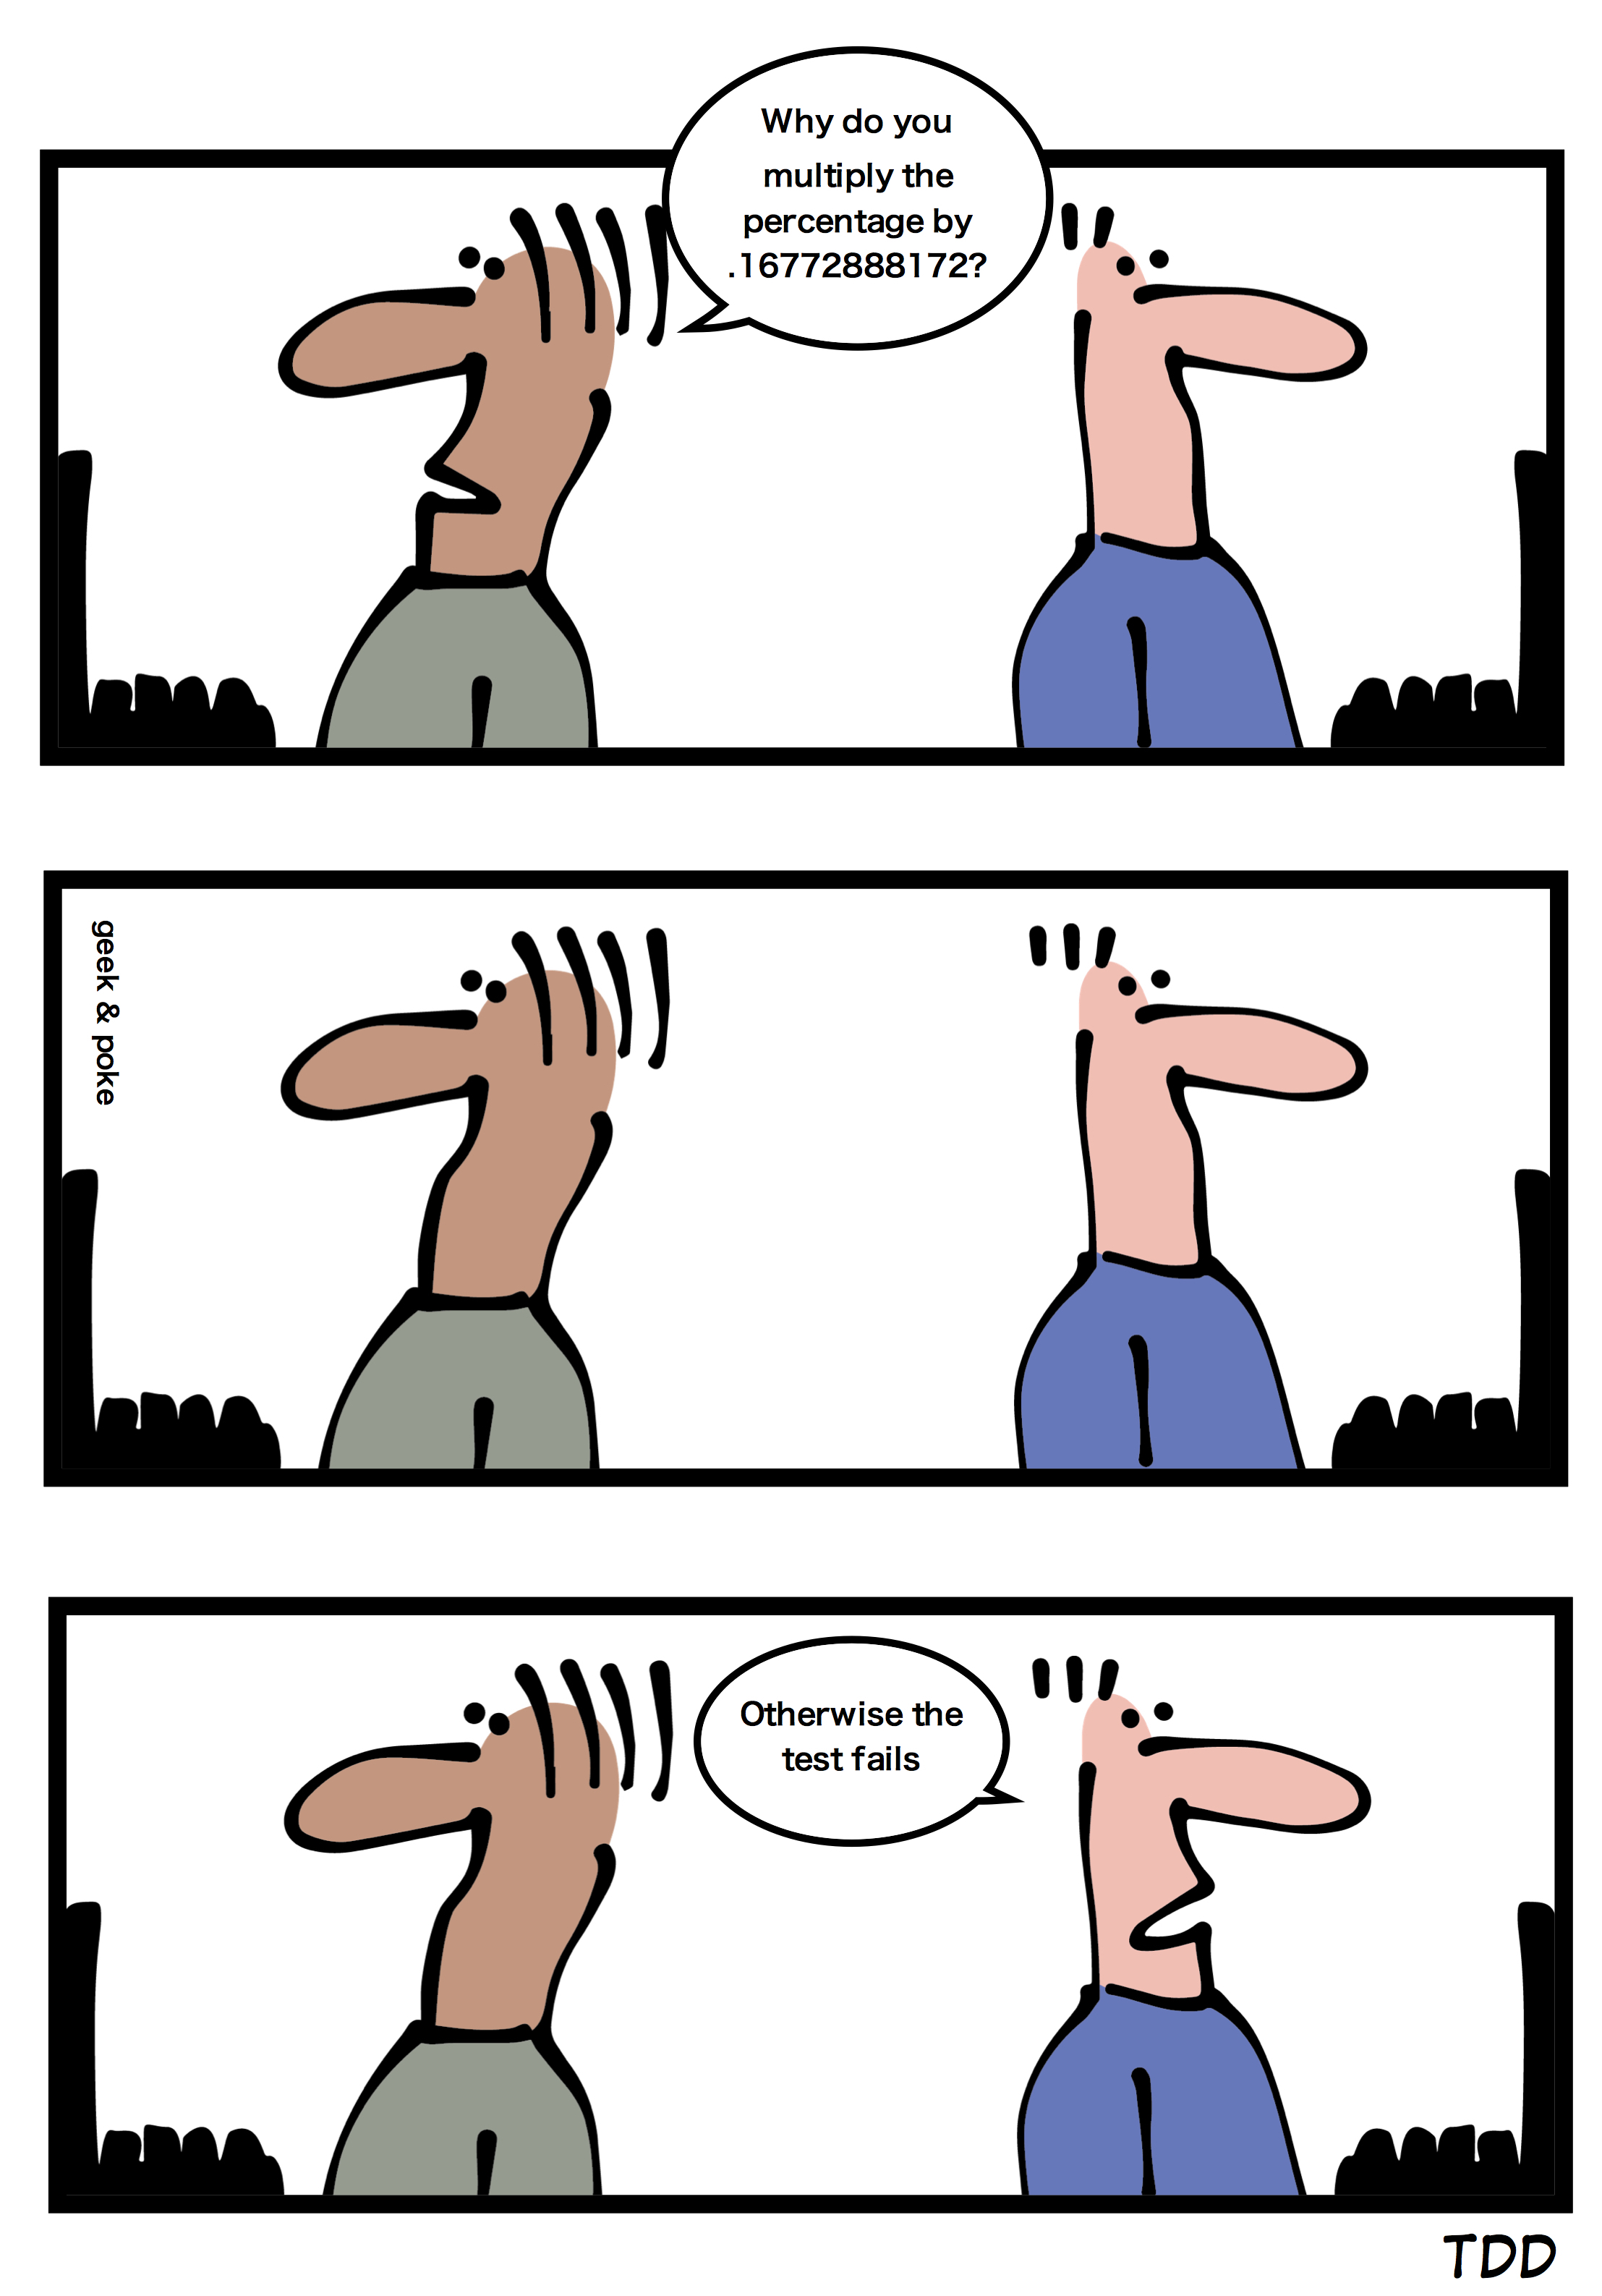 Why do you
multiply the
percentage by
.16772888172?
geek & poke
Otherwise the
test fails
TDD